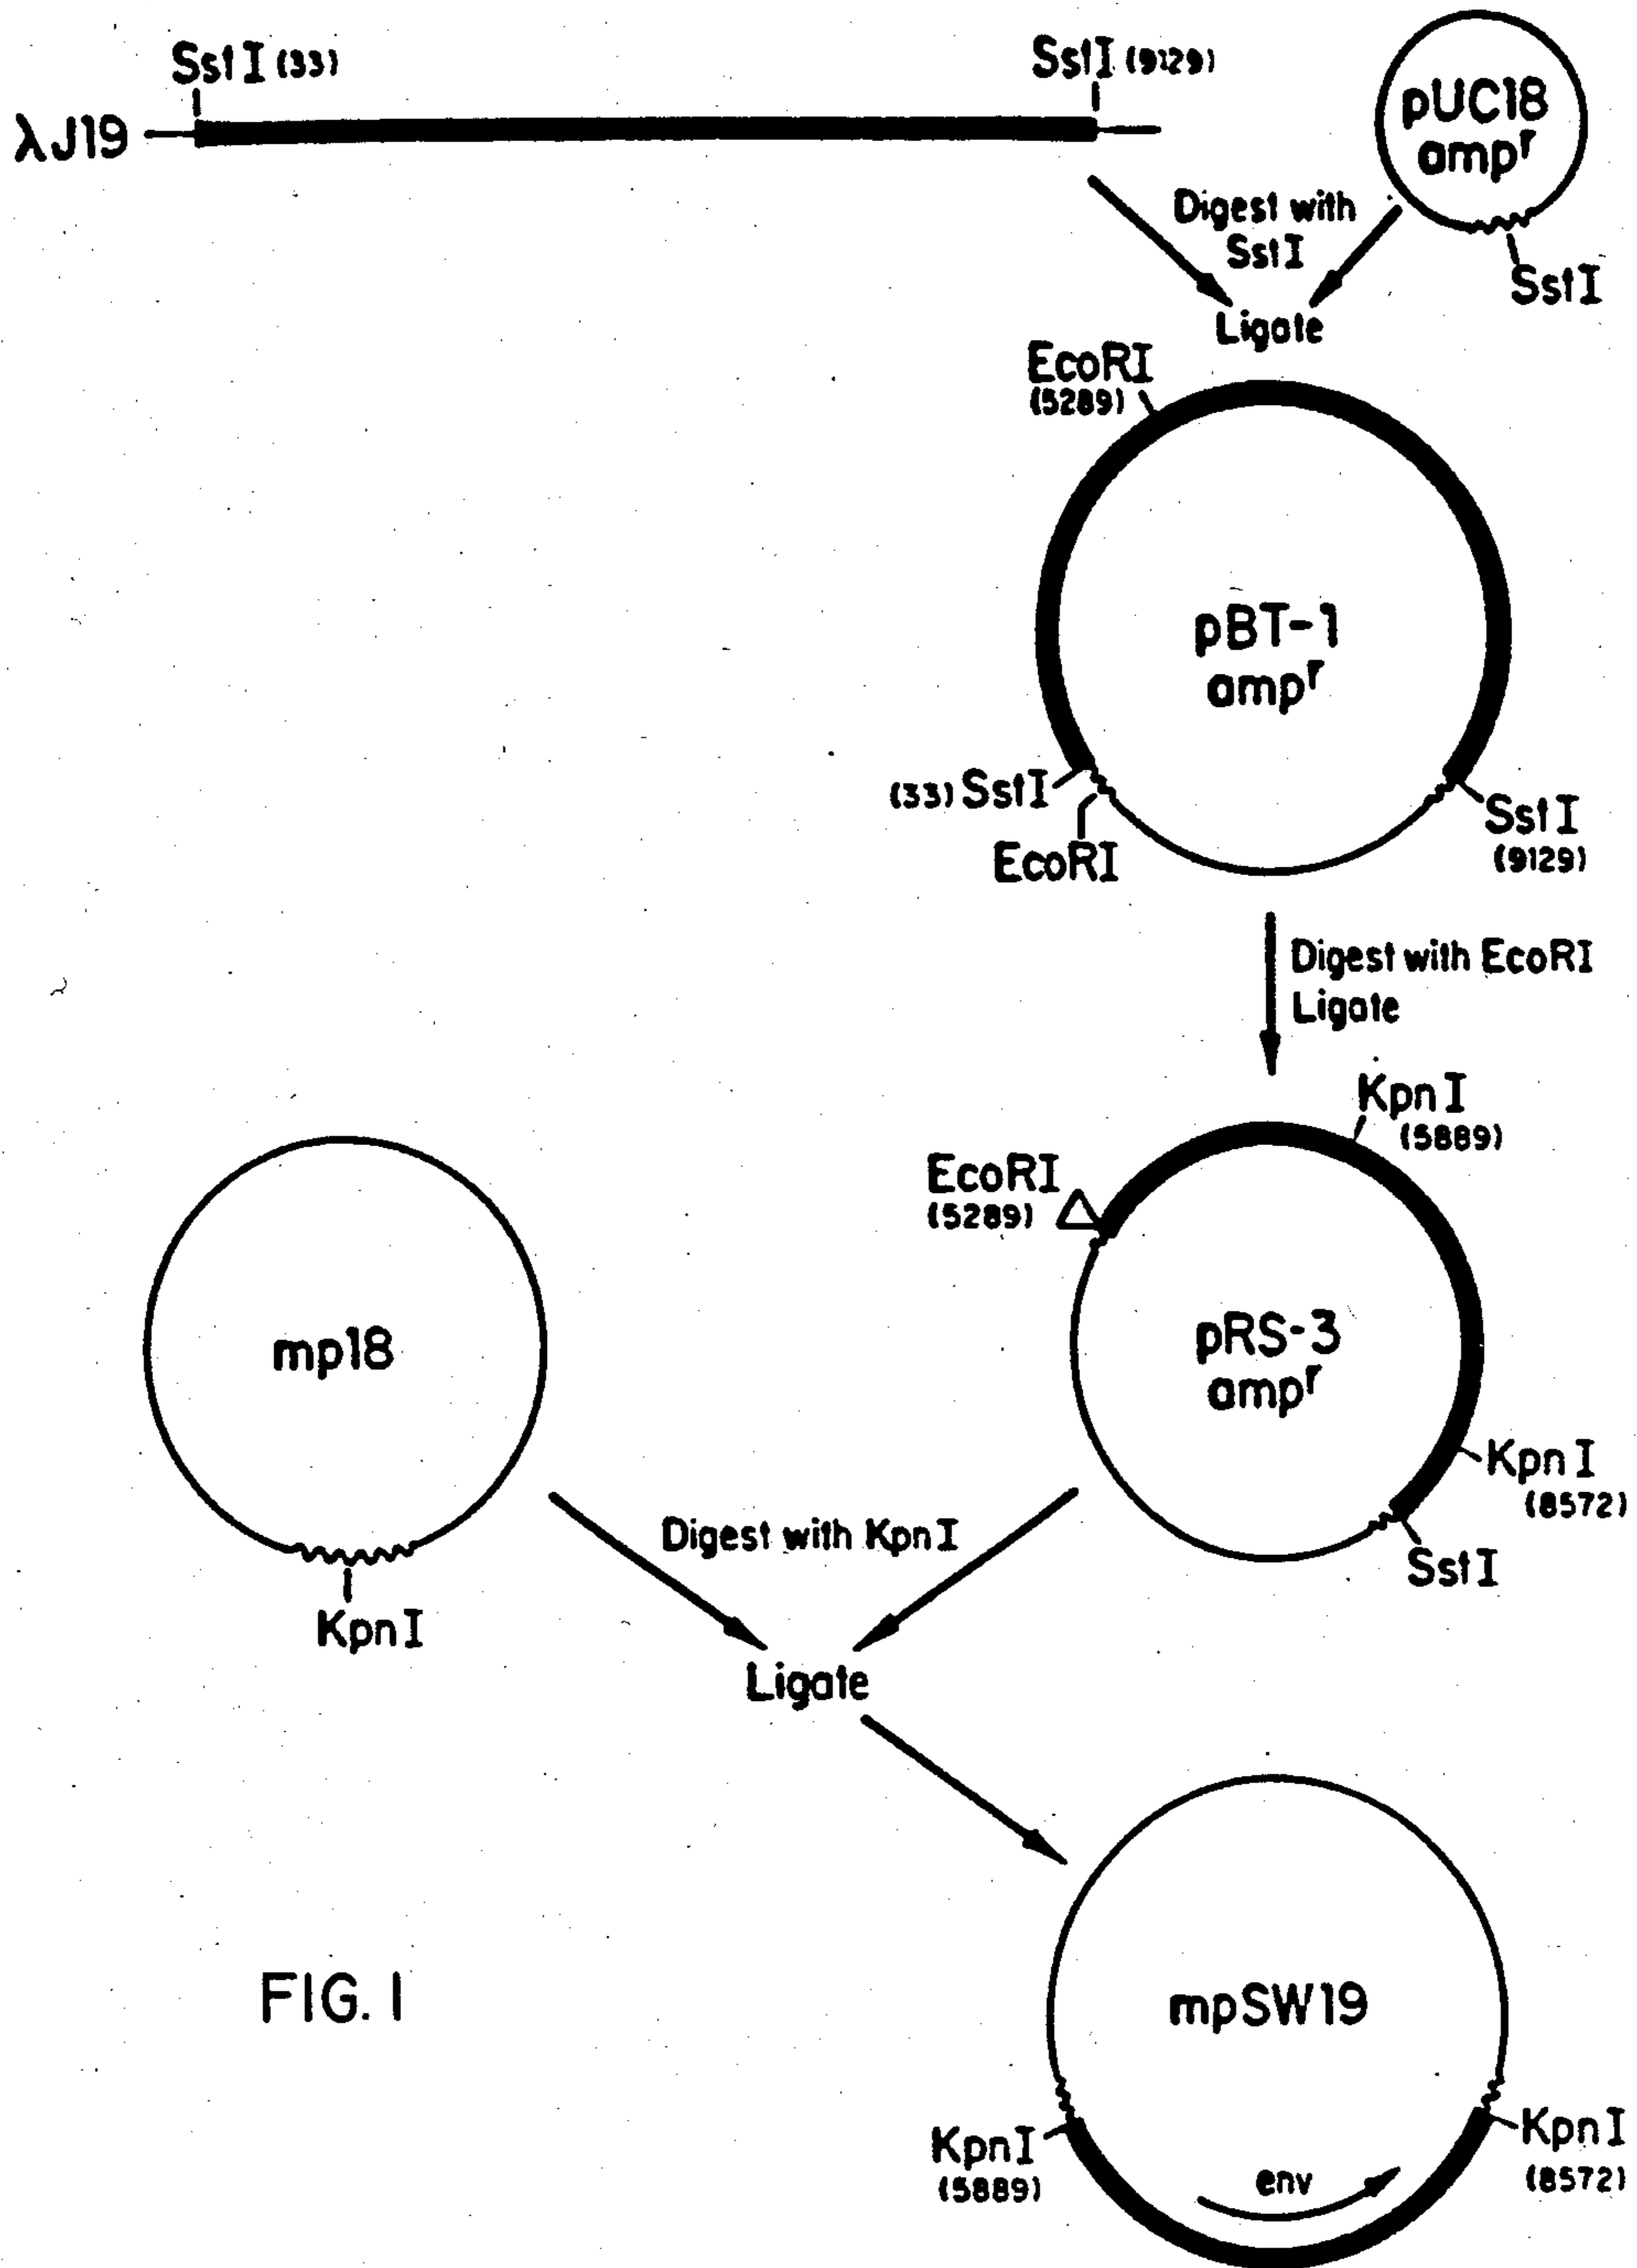 SstI (33)
SstI (9129)
λJ19
pUC18
ampʳ
Digest with
SstI
SstI
Ligate
EcoRI
(5289)
pBT-1
ampʳ
(33) SstI
EcoRI
SstI
(9129)
Digest with EcoRI
Ligate
KpnI
(5889)
EcoRI
(5289) △
mp18
pRS-3
ampʳ
KpnI
(8572)
Digest with KpnI
SstI
KpnI
Ligate
mpSW19
FIG. 1
KpnI
(5889)
env
KpnI
(8572)